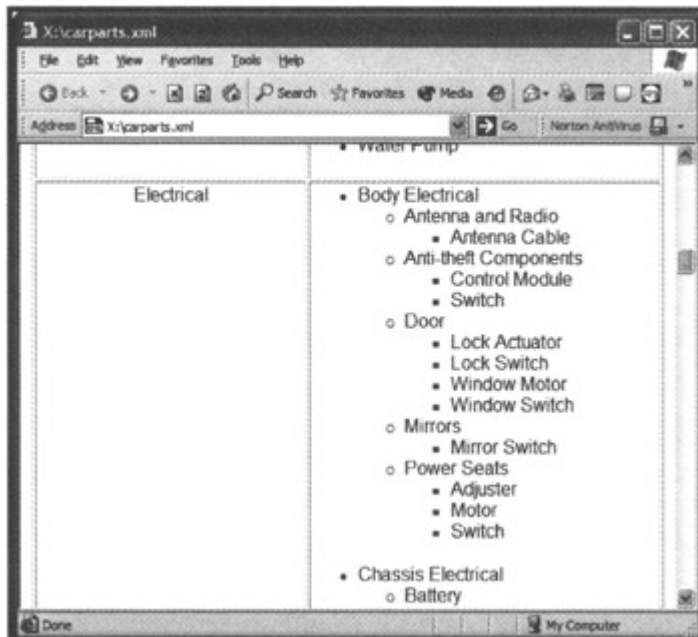 X:\carparts.xml
File Edit View Favorites Tools Help
Back Search Favorites Media
Address X:\carparts.xml Go Norton AntiVirus
Water Pump
Electrical
Body Electrical
Antenna and Radio
Antenna Cable
Anti-theft Components
Control Module
Switch
Door
Lock Actuator
Lock Switch
Window Motor
Window Switch
Mirrors
Mirror Switch
Power Seats
Adjuster
Motor
Switch
Chassis Electrical
Battery
Done My Computer